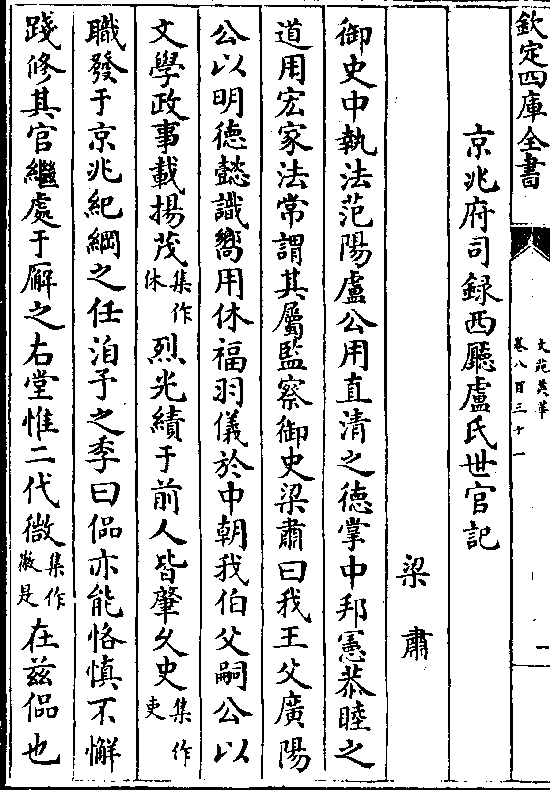 欽定四庫全書
文苑英華
卷八百三十一
一
京兆府司録西廳盧氏世官記
梁肅
御史中執法范陽盧公用直清之德掌中邦憲恭睦之
道用宏家法常謂其屬監察御史梁肅曰我王父廣陽
公以明德懿識嚮用休福羽儀於中朝我伯父嗣公以
文學政事載揚茂集作休烈光績于前人皆肇攵史集作吏
職發于京兆紀綱之任洎予之季曰侶亦能恪慎不懈
踐修其官繼處于廨之右堂惟二代微集作徽是在兹侶也